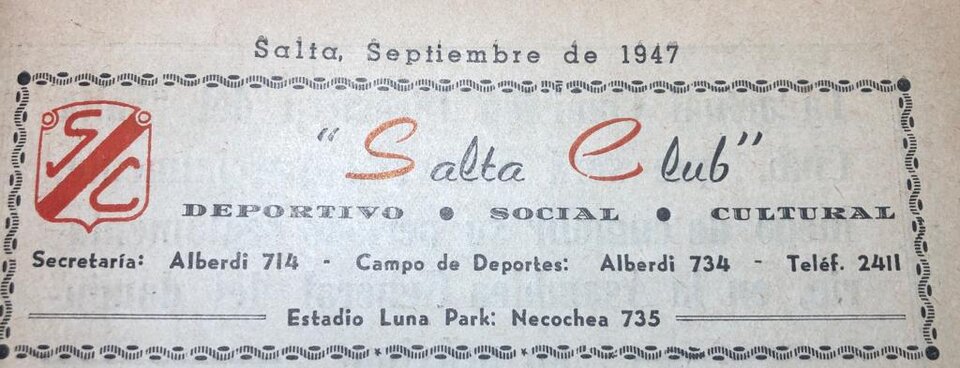 Salta, Septiembre de 1947
SC
"Salta Club"
DEPORTIVO • SOCIAL • CULTURAL
Secretaría: Alberdi 714 - Campo de Deportes: Alberdi 734 - Teléf. 2411
Estadio Luna Park: Necochea 735